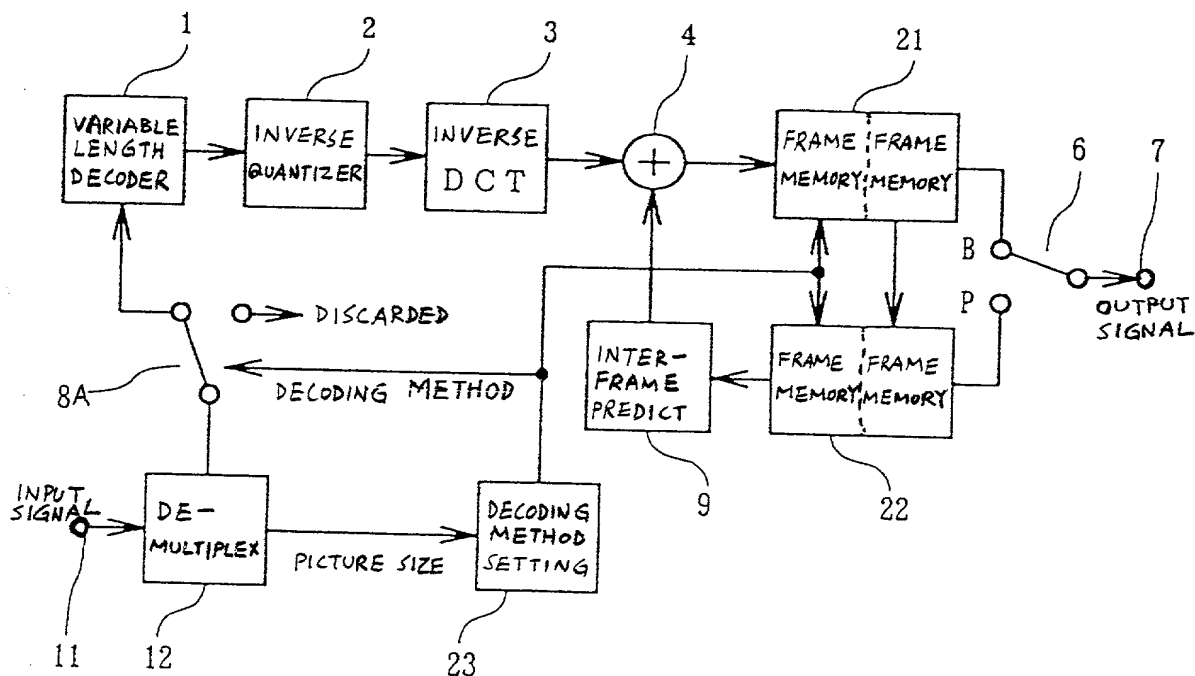 1
2
3
4
21
6
7
VARIABLE
LENGTH
DECODER
INVERSE
QUANTIZER
INVERSE
DCT
+
FRAME
MEMORY
FRAME
MEMORY
B
P
OUTPUT
SIGNAL
DISCARDED
8A
DECODING METHOD
INTER-
FRAME
PREDICT
FRAME
MEMORY
FRAME
MEMORY
9
22
INPUT
SIGNAL
DE-
MULTIPLEX
PICTURE SIZE
DECODING
METHOD
SETTING
11
12
23